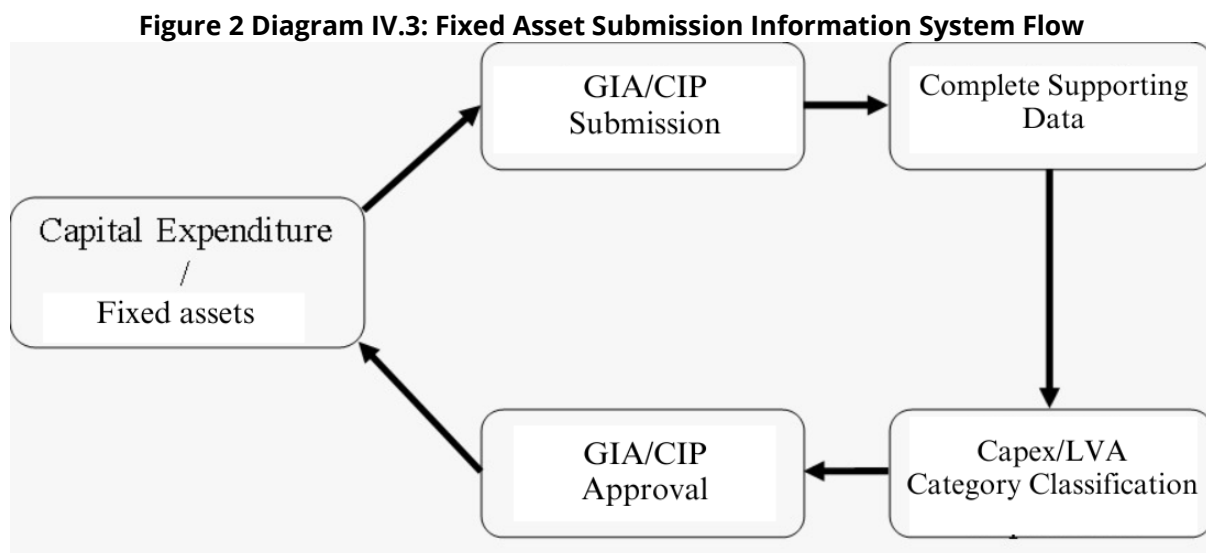 Figure 2 Diagram IV.3: Fixed Asset Submission Information System Flow
GIA/CIP
Submission
Complete Supporting
Data
Capital Expenditure
/
Fixed assets
GIA/CIP
Approval
Capex/LVA
Category Classification